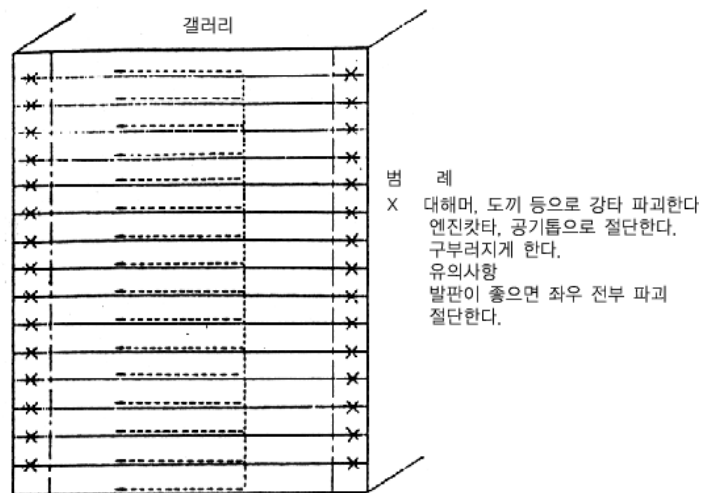 갤러리
범 례
X 대해머, 도끼 등으로 강타 파괴한다
엔진캇타, 공기톱으로 절단한다.
구부러지게 한다.
유의사항
발판이 좋으면 좌우 전부 파괴
절단한다.